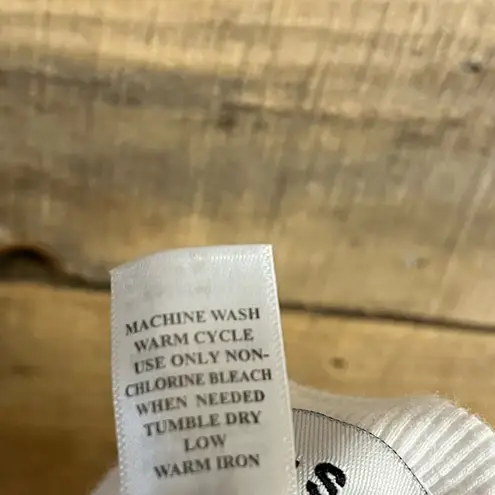 MACHINE WASH
WARM CYCLE
USE ONLY NON-
CHLORINE BLEACH
WHEN NEEDED
TUMBLE DRY
LOW
WARM IRON
S